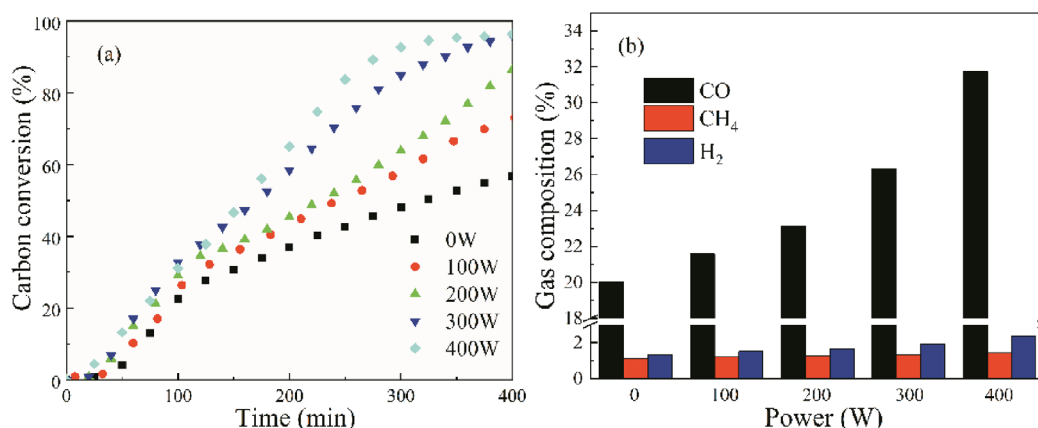 (a)
Carbon conversion (%)
100
80
60
40
20
0
0W
100W
200W
300W
400W
0 100 200 300 400
Time (min)
(b)
Gas composition (%)
34
32
30
28
26
24
22
20
18
2
0
CO
CH₄
H₂
0 100 200 300 400
Power (W)